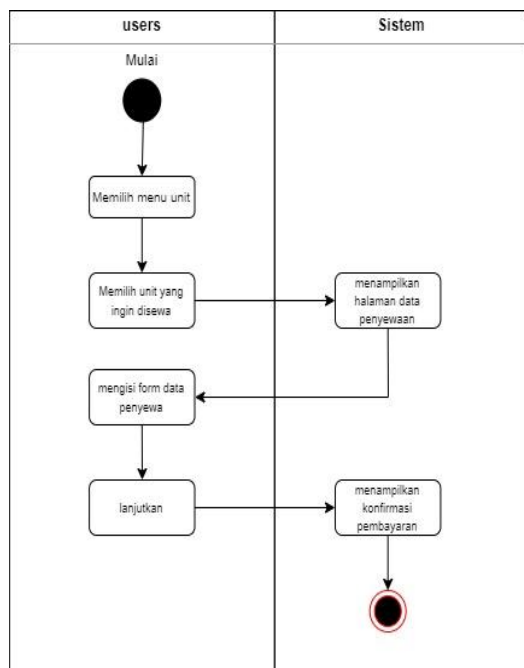 users
Sistem
Mulai
Memilih menu unit
Memilih unit yang
ingin disewa
menampilkan
halaman data
penyewaan
mengisi form data
penyewa
lanjutkan
menampilkan
konfirmasi
pembayaran